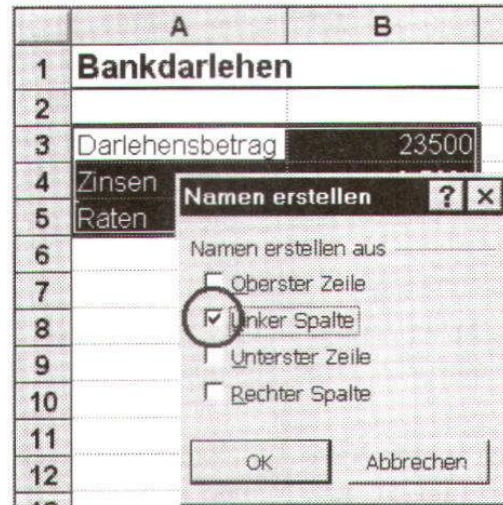 A B
1 Bankdarlehen
2
3 Darlehensbetrag 23500
4 Zinsen
5 Raten
Namen erstellen ? ×
6
Namen erstellen aus
7
Oberster Zeile
8
Linker Spalte
9
Unterster Zeile
10
Rechter Spalte
11
12
OK Abbrechen